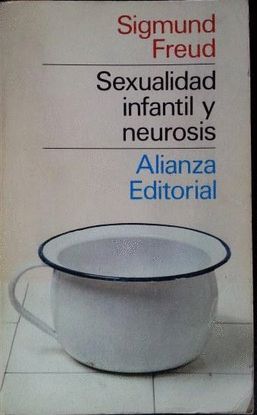 Sigmund
Freud
Sexualidad
infantil y
neurosis
Alianza
Editorial